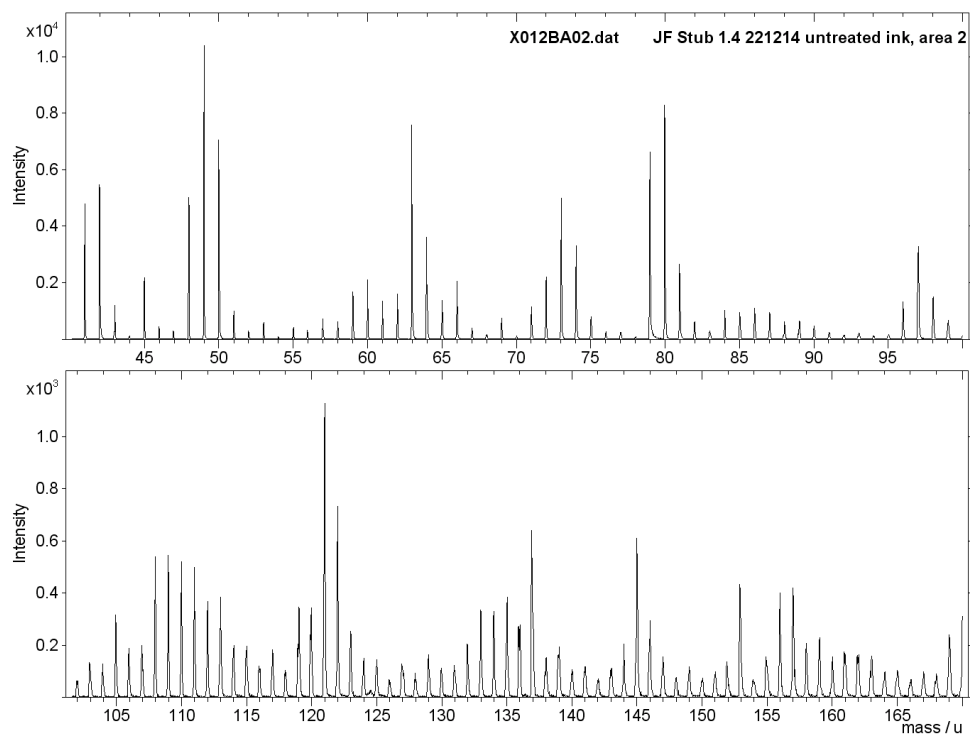 x10⁴
X012BA02.dat JF Stub 1.4 221214 untreated ink, area 2
1.0
0.8
0.6
0.4
0.2
Intensity
45 50 55 60 65 70 75 80 85 90 95
x10³
1.0
0.8
0.6
0.4
0.2
Intensity
105 110 115 120 125 130 135 140 145 150 155 160 165
mass / u